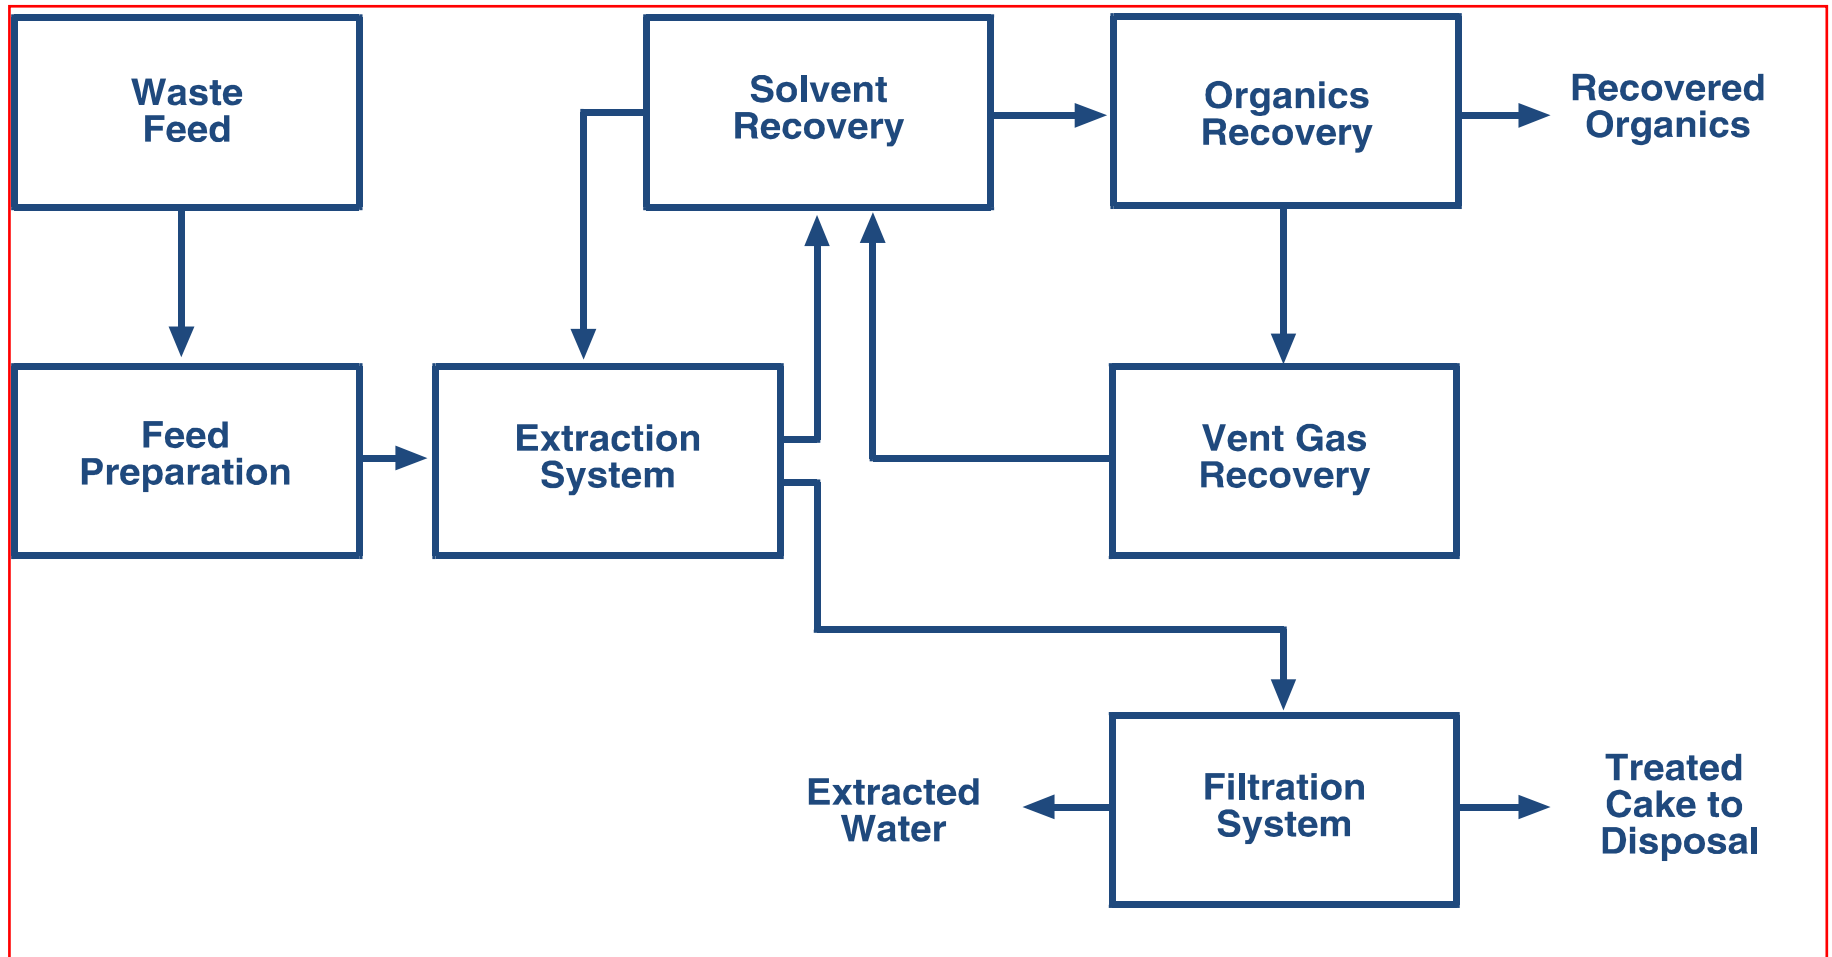 Waste
Feed
Solvent
Recovery
Organics
Recovery
Recovered
Organics
Feed
Preparation
Extraction
System
Vent Gas
Recovery
Extracted
Water
Filtration
System
Treated
Cake to
Disposal